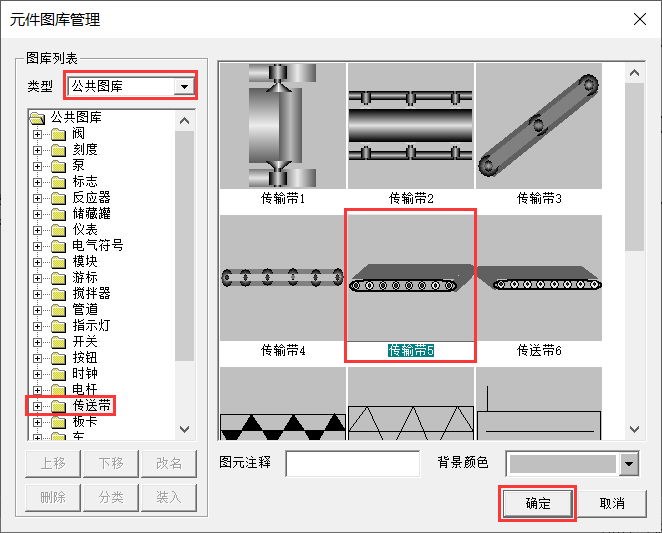 元件图库管理
图库列表
类型 公共图库
公共图库
阀
刻度
泵
标志
反应器
储藏罐
仪表
电气符号
模块
游标
搅拌器
管道
指示灯
开关
按钮
时钟
电杆
传送带
板卡
车
上移 下移 改名
删除 分类 装入
传输带1 传输带2 传输带3
传输带4 传输带5 传送带6
图元注释 背景颜色
确定 取消